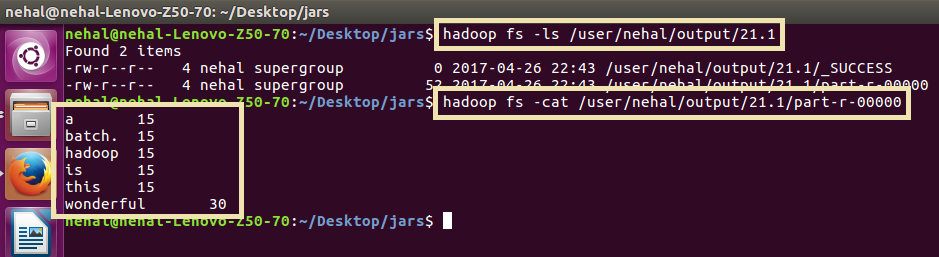 nehal@nehal-Lenovo-Z50-70: ~/Desktop/jars
nehal@nehal-Lenovo-Z50-70:~/Desktop/jars$ hadoop fs -ls /user/nehal/output/21.1
Found 2 items
-rw-r--r--   4 nehal supergroup          0 2017-04-26 22:43 /user/nehal/output/21.1/_SUCCESS
-rw-r--r--   4 nehal supergroup         52 2017-04-26 22:43 /user/nehal/output/21.1/part-r-00000
nehal@nehal-Lenovo-Z50-70:~/Desktop/jars$ hadoop fs -cat /user/nehal/output/21.1/part-r-00000
a       15
batch.  15
hadoop  15
is      15
this    15
wonderful       30
nehal@nehal-Lenovo-Z50-70:~/Desktop/jars$